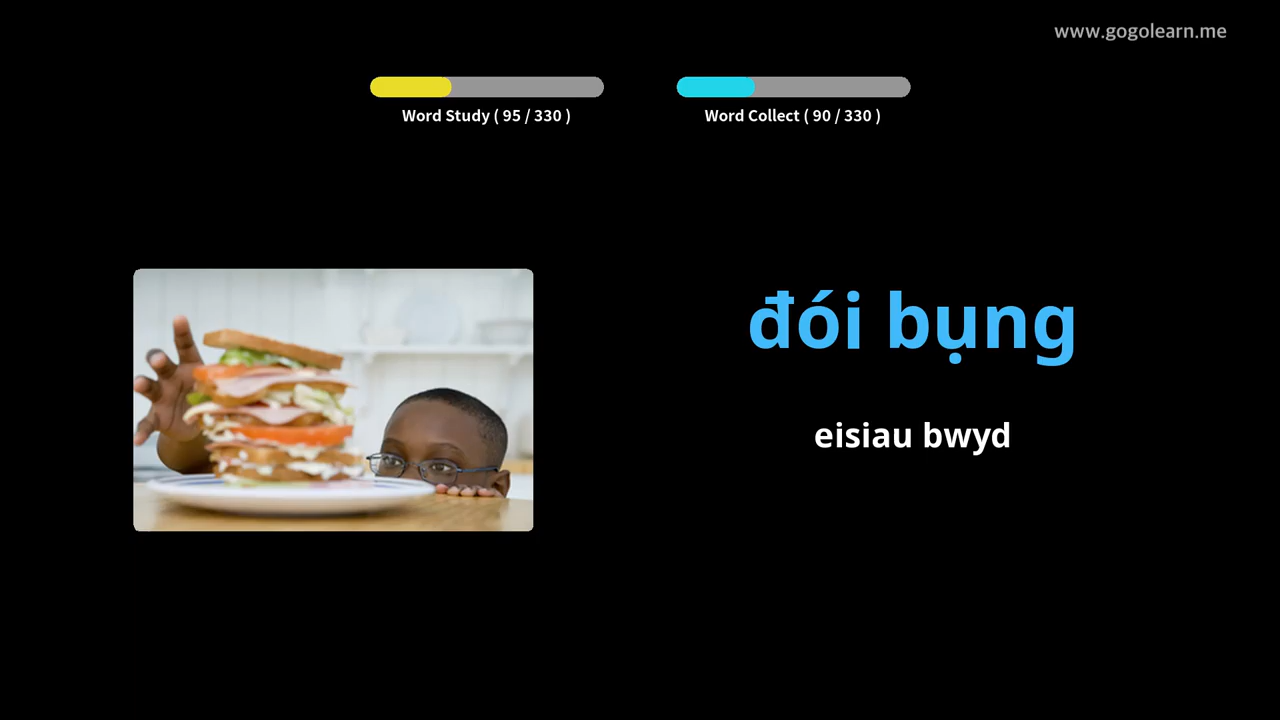 www.gogolearn.me
Word Study ( 95 / 330 )
Word Collect ( 90 / 330 )
đói bụng
eisiau bwyd